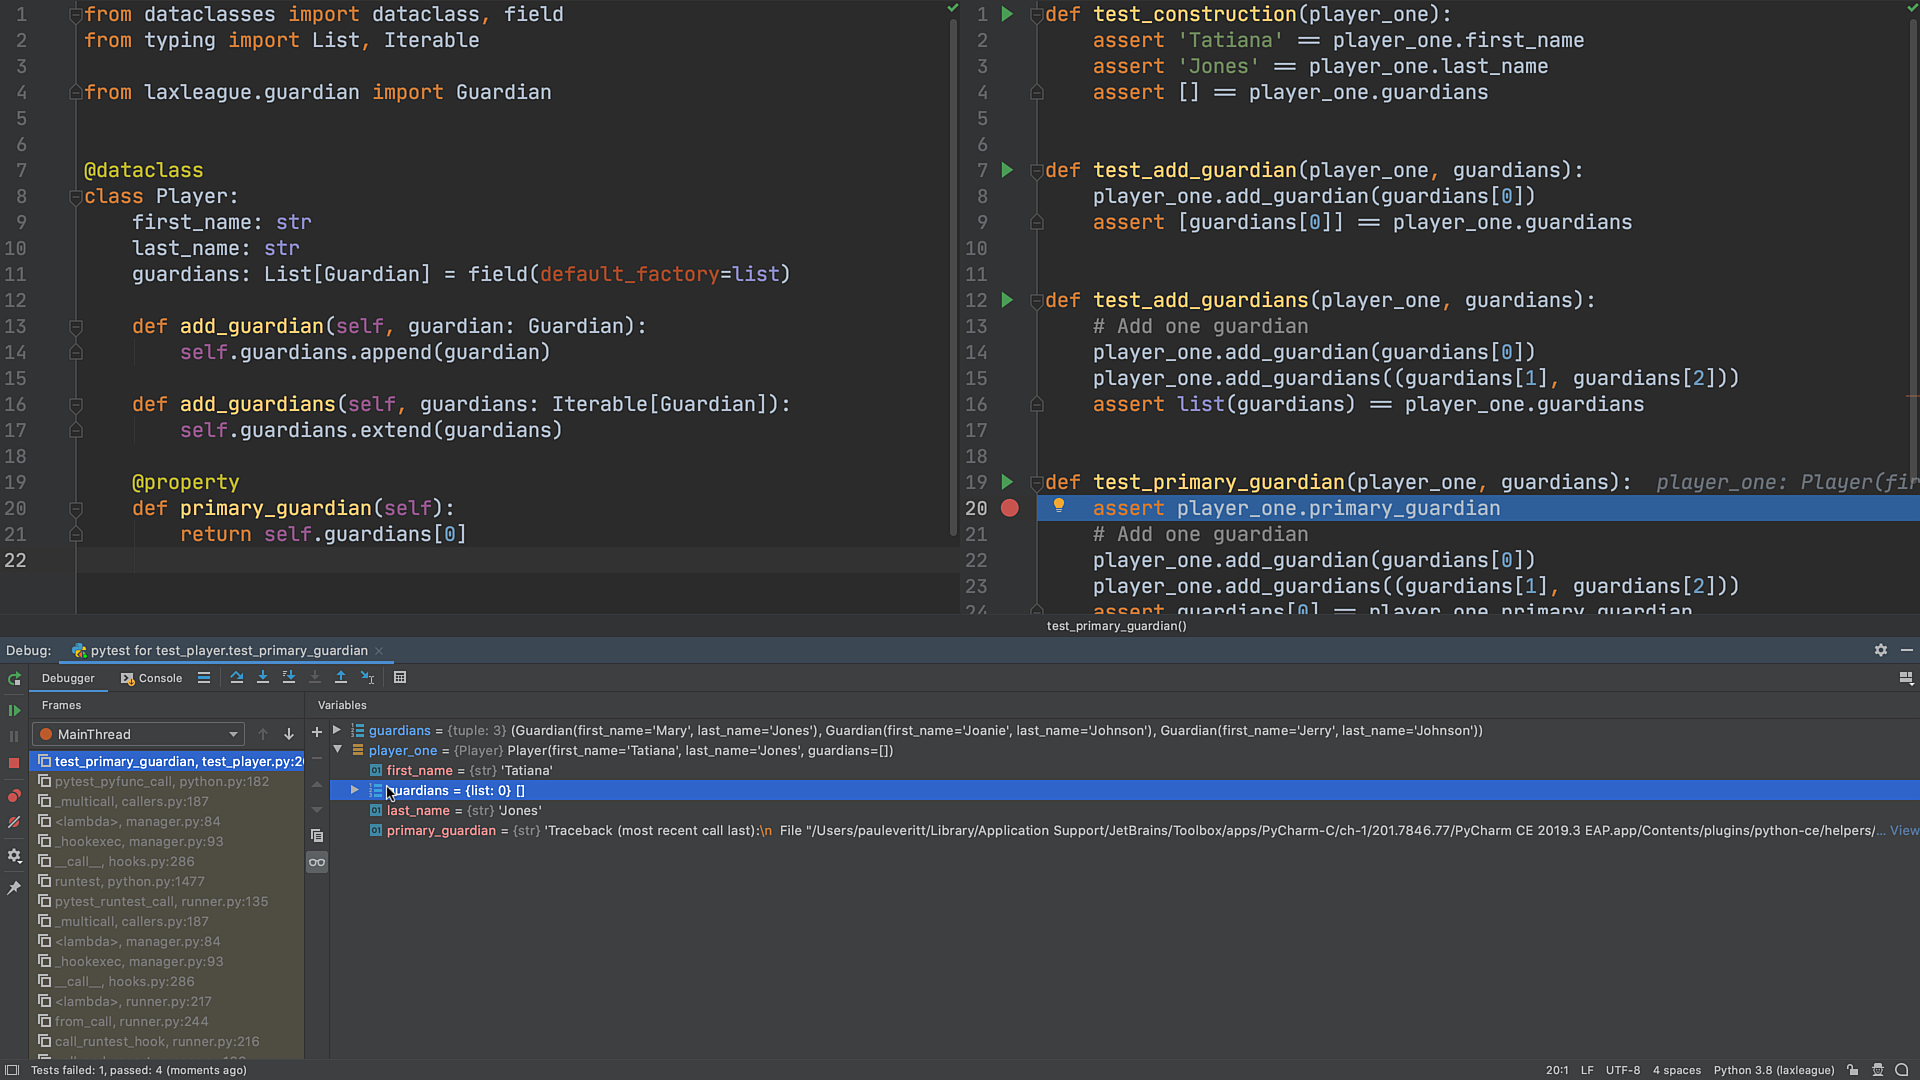 1 from dataclasses import dataclass, field
2 from typing import List, Iterable
3
4 from laxleague.guardian import Guardian
5
6
7 @dataclass
8 class Player:
9 first_name: str
10 last_name: str
11 guardians: List[Guardian] = field(default_factory=list)
12
13 def add_guardian(self, guardian: Guardian):
14 self.guardians.append(guardian)
15
16 def add_guardians(self, guardians: Iterable[Guardian]):
17 self.guardians.extend(guardians)
18
19 @property
20 def primary_guardian(self):
21 return self.guardians[0]
22
1 def test_construction(player_one):
2 assert 'Tatiana' == player_one.first_name
3 assert 'Jones' == player_one.last_name
4 assert [] == player_one.guardians
5
6
7 def test_add_guardian(player_one, guardians):
8 player_one.add_guardian(guardians[0])
9 assert [guardians[0]] == player_one.guardians
10
11
12 def test_add_guardians(player_one, guardians):
13 # Add one guardian
14 player_one.add_guardian(guardians[0])
15 player_one.add_guardians((guardians[1], guardians[2]))
16 assert list(guardians) == player_one.guardians
17
18
19 def test_primary_guardian(player_one, guardians): player_one: Player(fir
20 assert player_one.primary_guardian
21 # Add one guardian
22 player_one.add_guardian(guardians[0])
23 player_one.add_guardians((guardians[1], guardians[2]))
24 assert guardians[0] == player_one.primary_guardian
test_primary_guardian()
Debug: pytest for test_player.test_primary_guardian
Debugger Console
Frames
MainThread
test_primary_guardian, test_player.py:20
pytest_pyfunc_call, python.py:182
_multicall, callers.py:187
<lambda>, manager.py:84
_hookexec, manager.py:93
__call__, hooks.py:286
runtest, python.py:1477
pytest_runtest_call, runner.py:135
_multicall, callers.py:187
<lambda>, manager.py:84
_hookexec, manager.py:93
__call__, hooks.py:286
<lambda>, runner.py:217
from_call, runner.py:244
call_runtest_hook, runner.py:216
Variables
guardians = {tuple: 3} (Guardian(first_name='Mary', last_name='Jones'), Guardian(first_name='Joanie', last_name='Johnson'), Guardian(first_name='Jerry', last_name='Johnson'))
player_one = {Player} Player(first_name='Tatiana', last_name='Jones', guardians=[])
first_name = {str} 'Tatiana'
guardians = {list: 0} []
last_name = {str} 'Jones'
primary_guardian = {str} 'Traceback (most recent call last):\n File "/Users/pauleveritt/Library/Application Support/JetBrains/Toolbox/apps/PyCharm-C/ch-1/201.7846.77/PyCharm CE 2019.3 EAP.app/Contents/plugins/python-ce/helpers/... View
Tests failed: 1, passed: 4 (moments ago)
20:1 LF UTF-8 4 spaces Python 3.8 (laxleague)